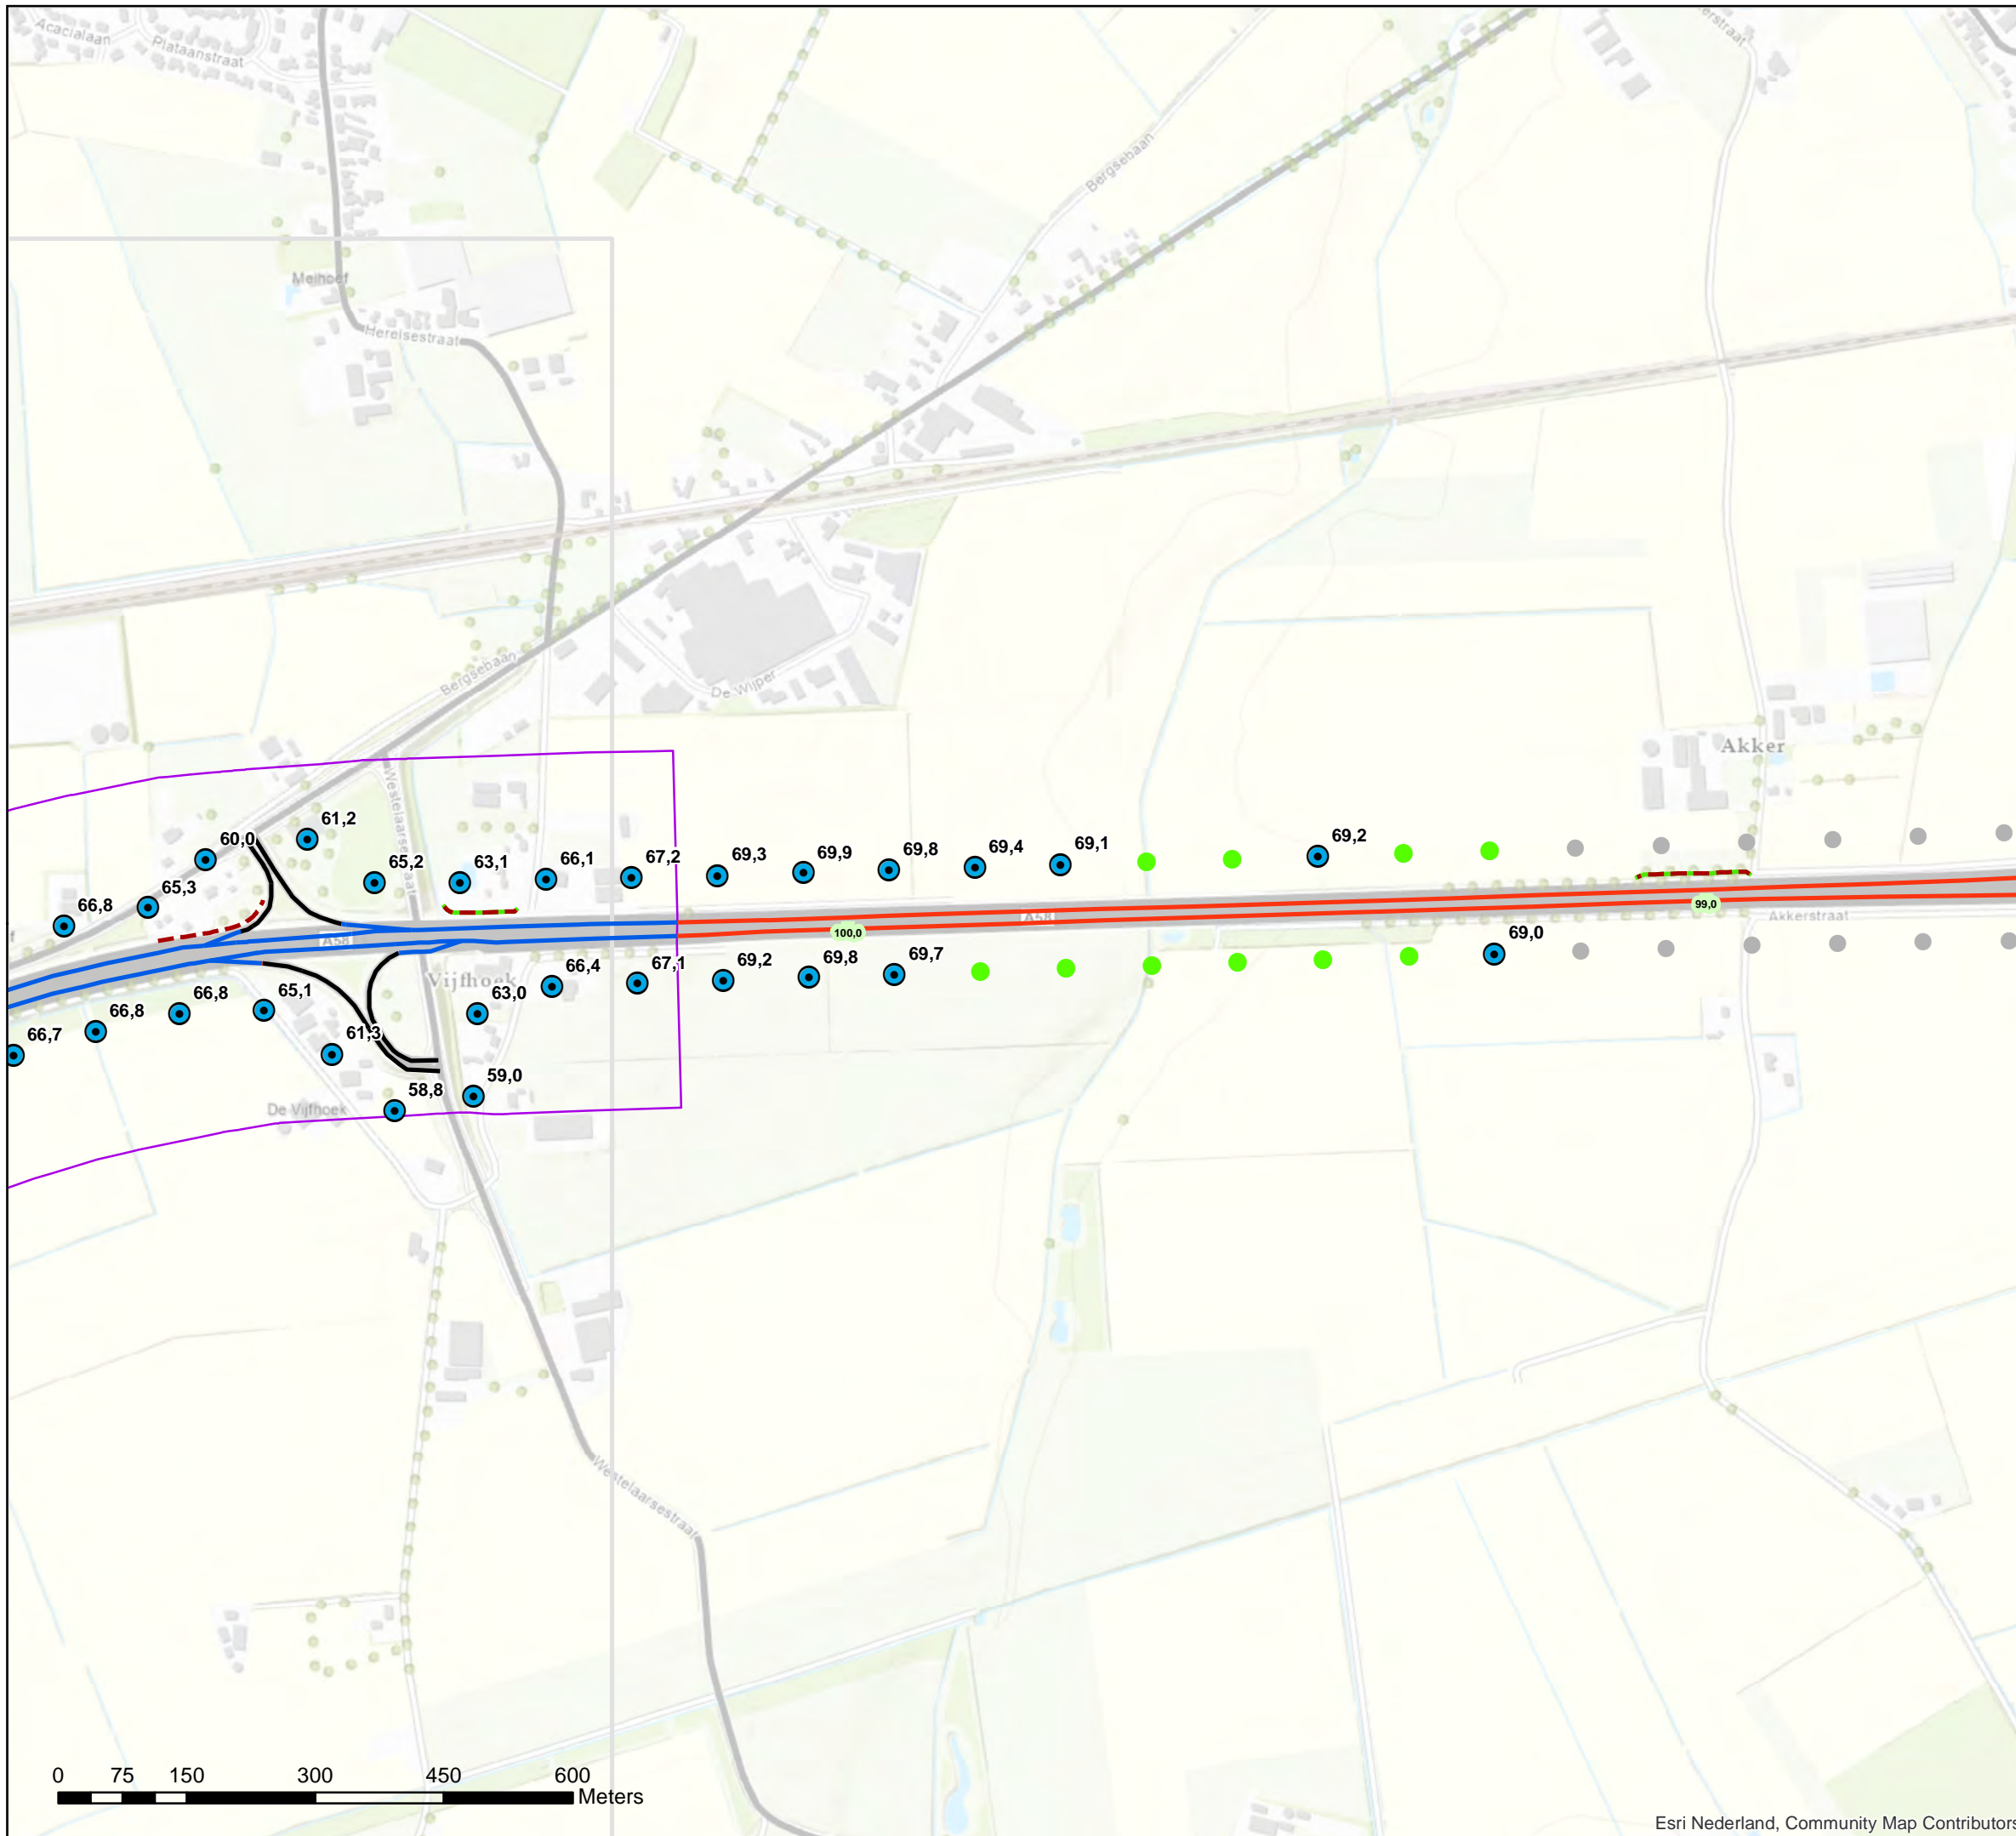 Acacialaan
Plataanstraat
Bergsebaan
Meihoef
Herelsestraat
Bergsebaan
De Wijper
Akker
Westelaarsestraat
61,2
60,0
65,2
63,1
66,1
67,2
69,3
69,9
69,8
69,4
69,1
69,2
65,3
66,8
A58
A58
100,0
99,0
Akkerstraat
Vijfhoek
66,4
67,1
69,2
69,8
69,7
69,0
66,7
66,8
66,8
65,1
63,0
61,3
59,0
58,8
De Vijfhoek
Westelaarsestraat
0 75 150 300 450 600
Meters
Esri Nederland, Community Map Contributors